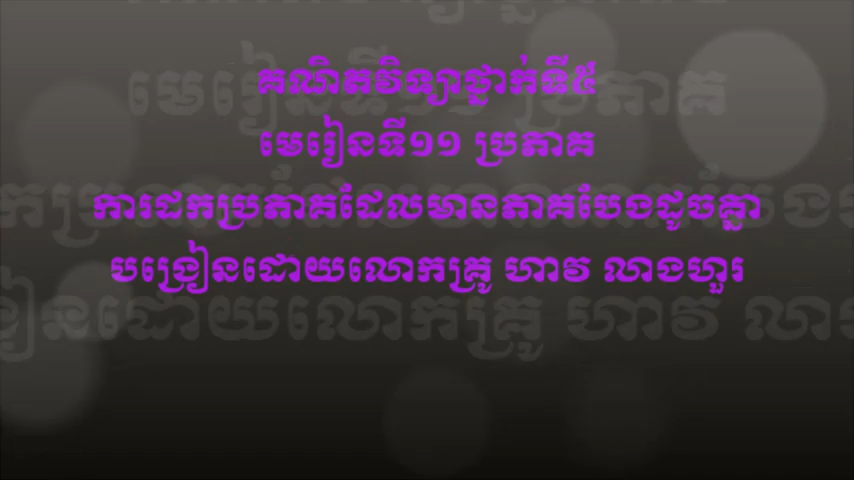 គណិតវិទ្យាថ្នាក់ទី៥
មេរៀនទី១១ ប្រភាគ
ការដកប្រភាគដែលមានភាគបែងដូចគ្នា
បង្រៀនដោយលោកគ្រូ ហាវ លាងហួរ